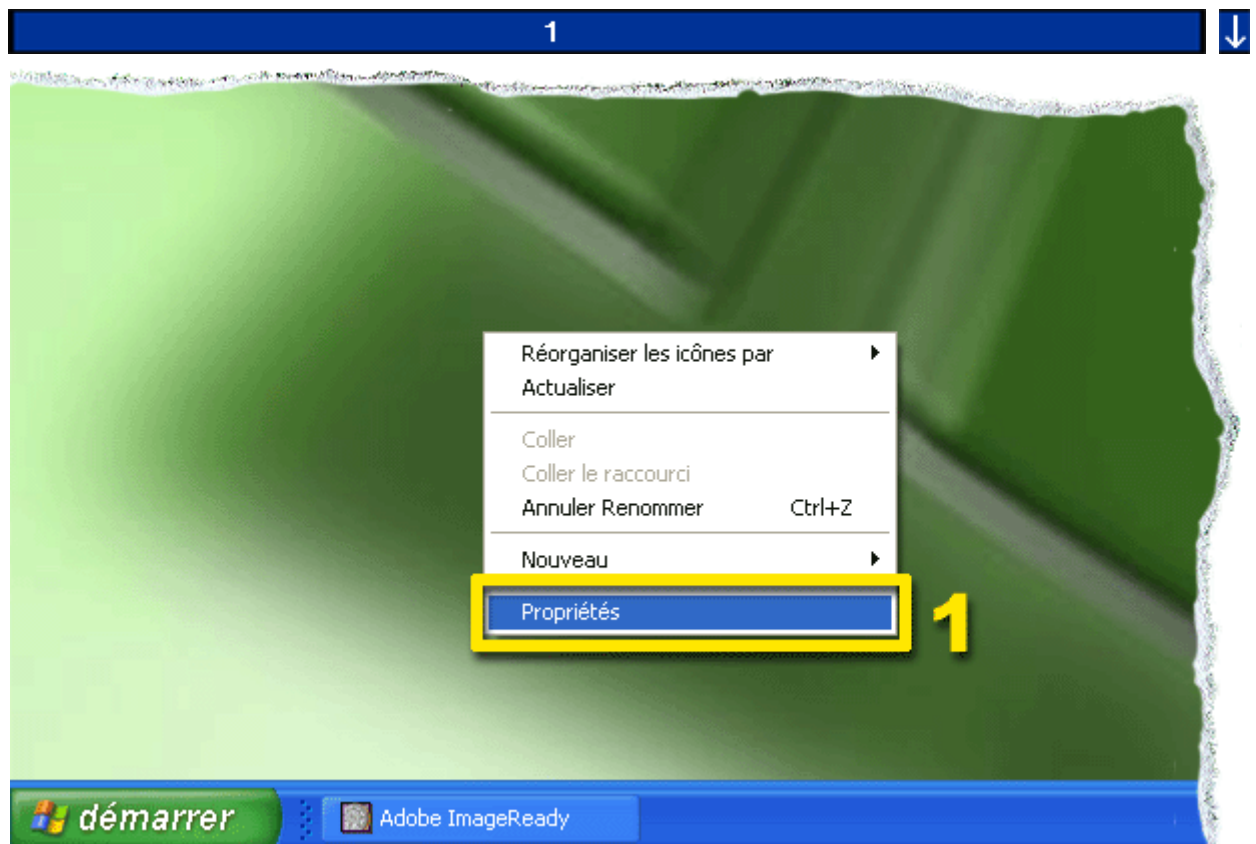 1
Réorganiser les icônes par
Actualiser
Coller
Coller le raccourci
Annuler Renommer Ctrl+Z
Nouveau
Propriétés
1
démarrer
Adobe ImageReady